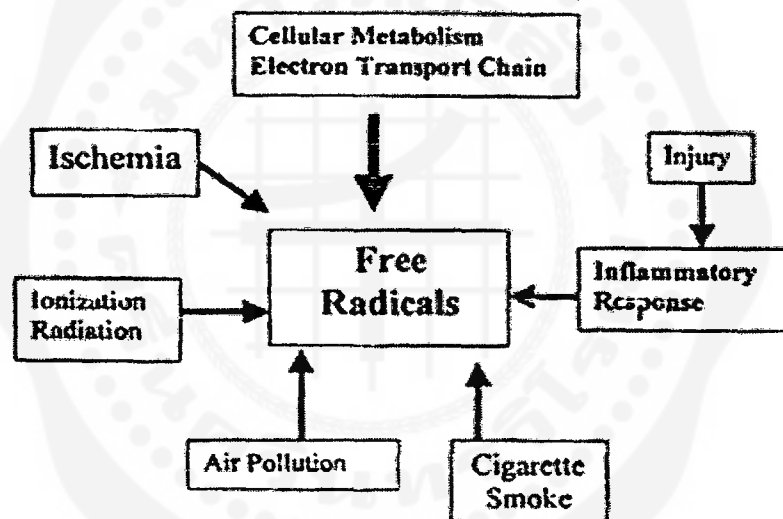 Cellular Metabolism
Electron Transport Chain
Ischemia
Injury
Free
Radicals
Inflammatory
Response
Ionization
Radiation
Air Pollution
Cigarette
Smoke